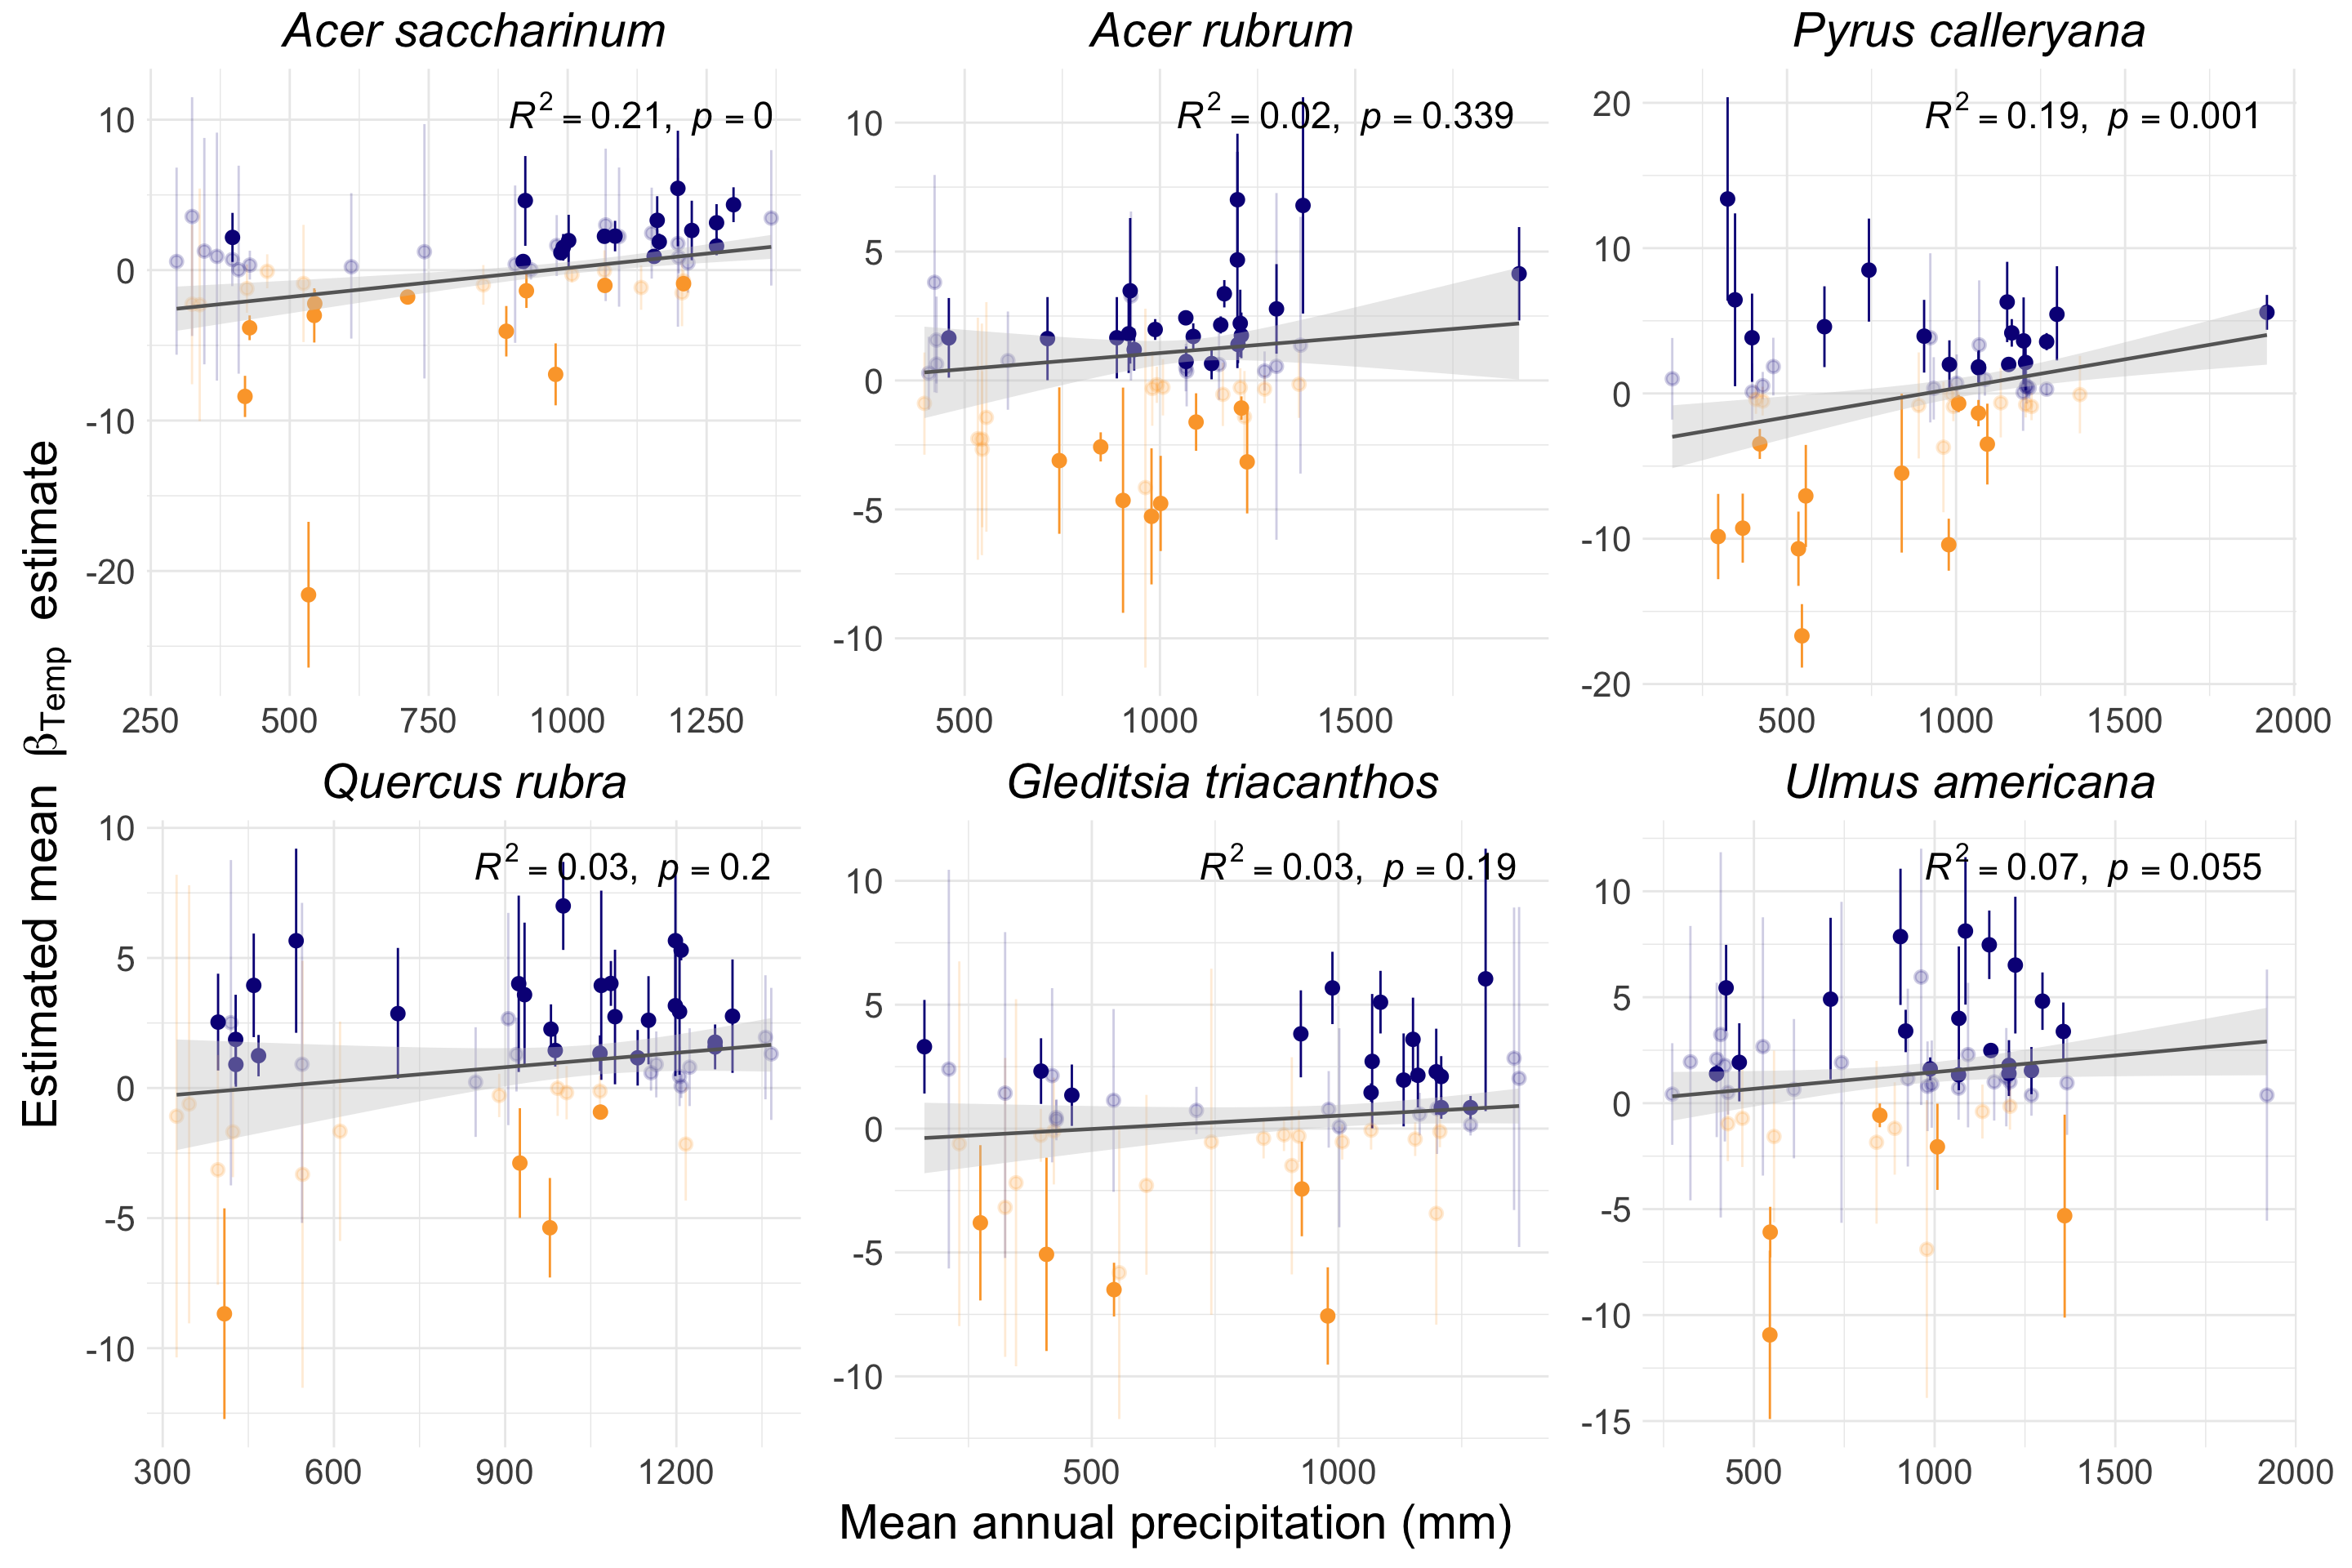 Acer saccharinum
R² = 0.21, p = 0
10
0
-10
-20
250 500 750 1000 1250
Acer rubrum
R² = 0.02, p = 0.339
10
5
0
-5
-10
500 1000 1500
Pyrus calleryana
R² = 0.19, p = 0.001
20
10
0
-10
-20
500 1000 1500 2000
Estimated mean βTemp estimate
Quercus rubra
R² = 0.03, p = 0.2
10
5
0
-5
-10
300 600 900 1200
Gleditsia triacanthos
R² = 0.03, p = 0.19
10
5
0
-5
-10
500 1000
Ulmus americana
R² = 0.07, p = 0.055
10
5
0
-5
-10
-15
500 1000 1500 2000
Mean annual precipitation (mm)